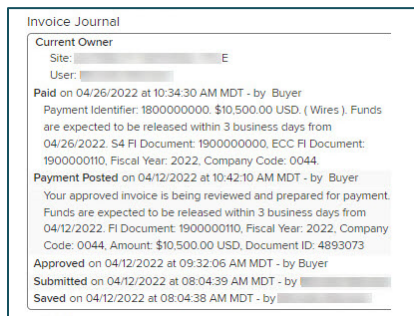 Invoice Journal
Current Owner
Site: E
User:
Paid on 04/26/2022 at 10:34:30 AM MDT - by Buyer
Payment Identifier: 1800000000. $10,500.00 USD. ( Wires ). Funds
are expected to be released within 3 business days from
04/26/2022. S4 FI Document: 1900000000, ECC FI Document:
1900000110, Fiscal Year: 2022, Company Code: 0044.
Payment Posted on 04/12/2022 at 10:42:10 AM MDT - by Buyer
Your approved invoice is being reviewed and prepared for payment.
Funds are expected to be released within 3 business days from
04/12/2022. FI Document: 1900000110, Fiscal Year: 2022, Company
Code: 0044, Amount: $10,500.00 USD, Document ID: 4893073
Approved on 04/12/2022 at 09:32:06 AM MDT - by Buyer
Submitted on 04/12/2022 at 08:04:39 AM MDT - by
Saved on 04/12/2022 at 08:04:38 AM MDT - by